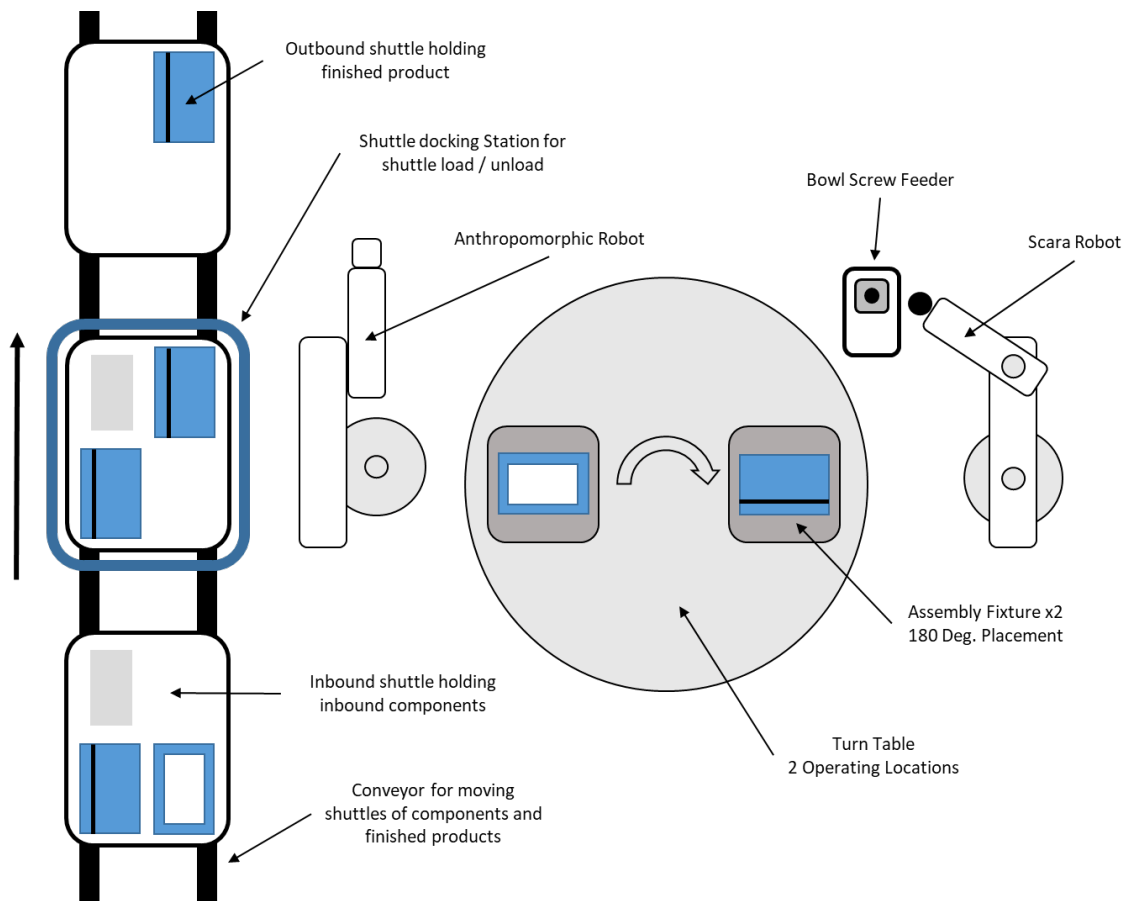 Outbound shuttle holding
finished product
Shuttle docking Station for
shuttle load / unload
Bowl Screw Feeder
Anthropomorphic Robot
Scara Robot
Assembly Fixture x2
180 Deg. Placement
Inbound shuttle holding
inbound components
Turn Table
2 Operating Locations
Conveyor for moving
shuttles of components and
finished products